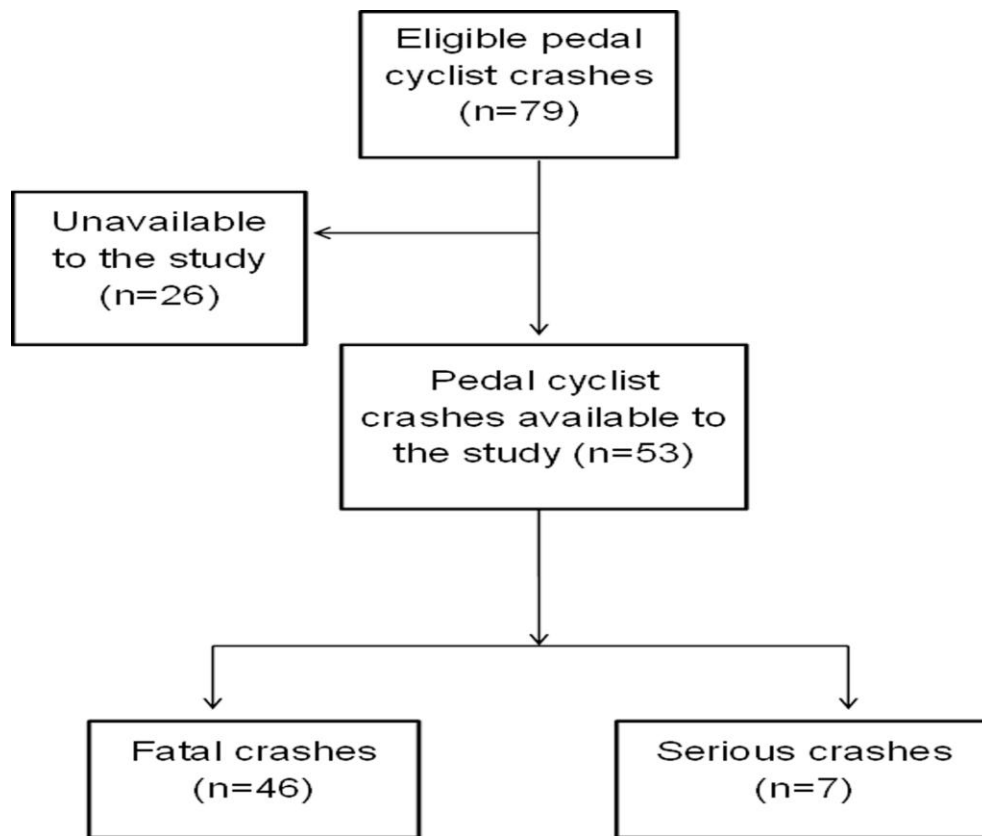 Eligible pedal
cyclist crashes
(n=79)
Unavailable
to the study
(n=26)
Pedal cyclist
crashes available to
the study (n=53)
Fatal crashes
(n=46)
Serious crashes
(n=7)